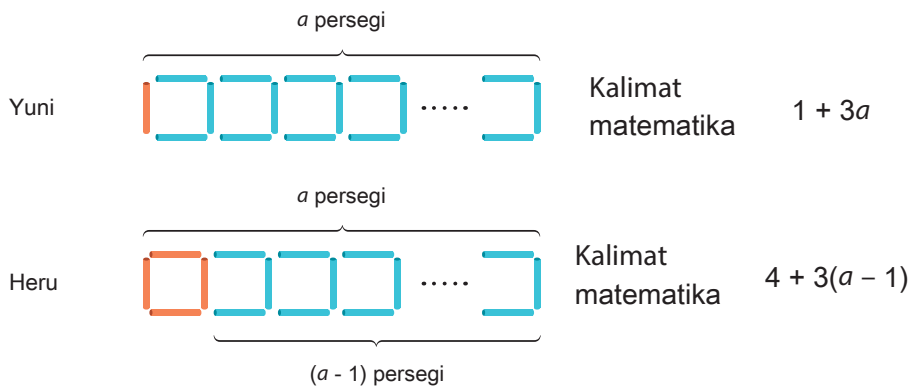 a persegi
Yuni
.....
Kalimat
matematika
1 + 3a
a persegi
Heru
.....
Kalimat
matematika
4 + 3(a – 1)
(a - 1) persegi